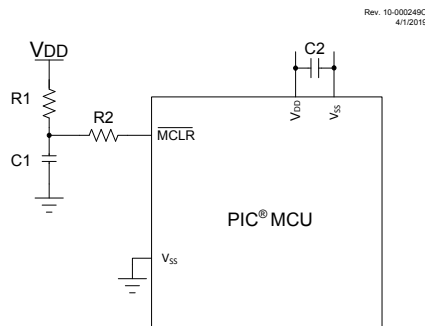 Rev. 10-000249C
4/1/2019
VDD
C2
R1
R2
VDD
VSS
MCLR
C1
PIC® MCU
VSS